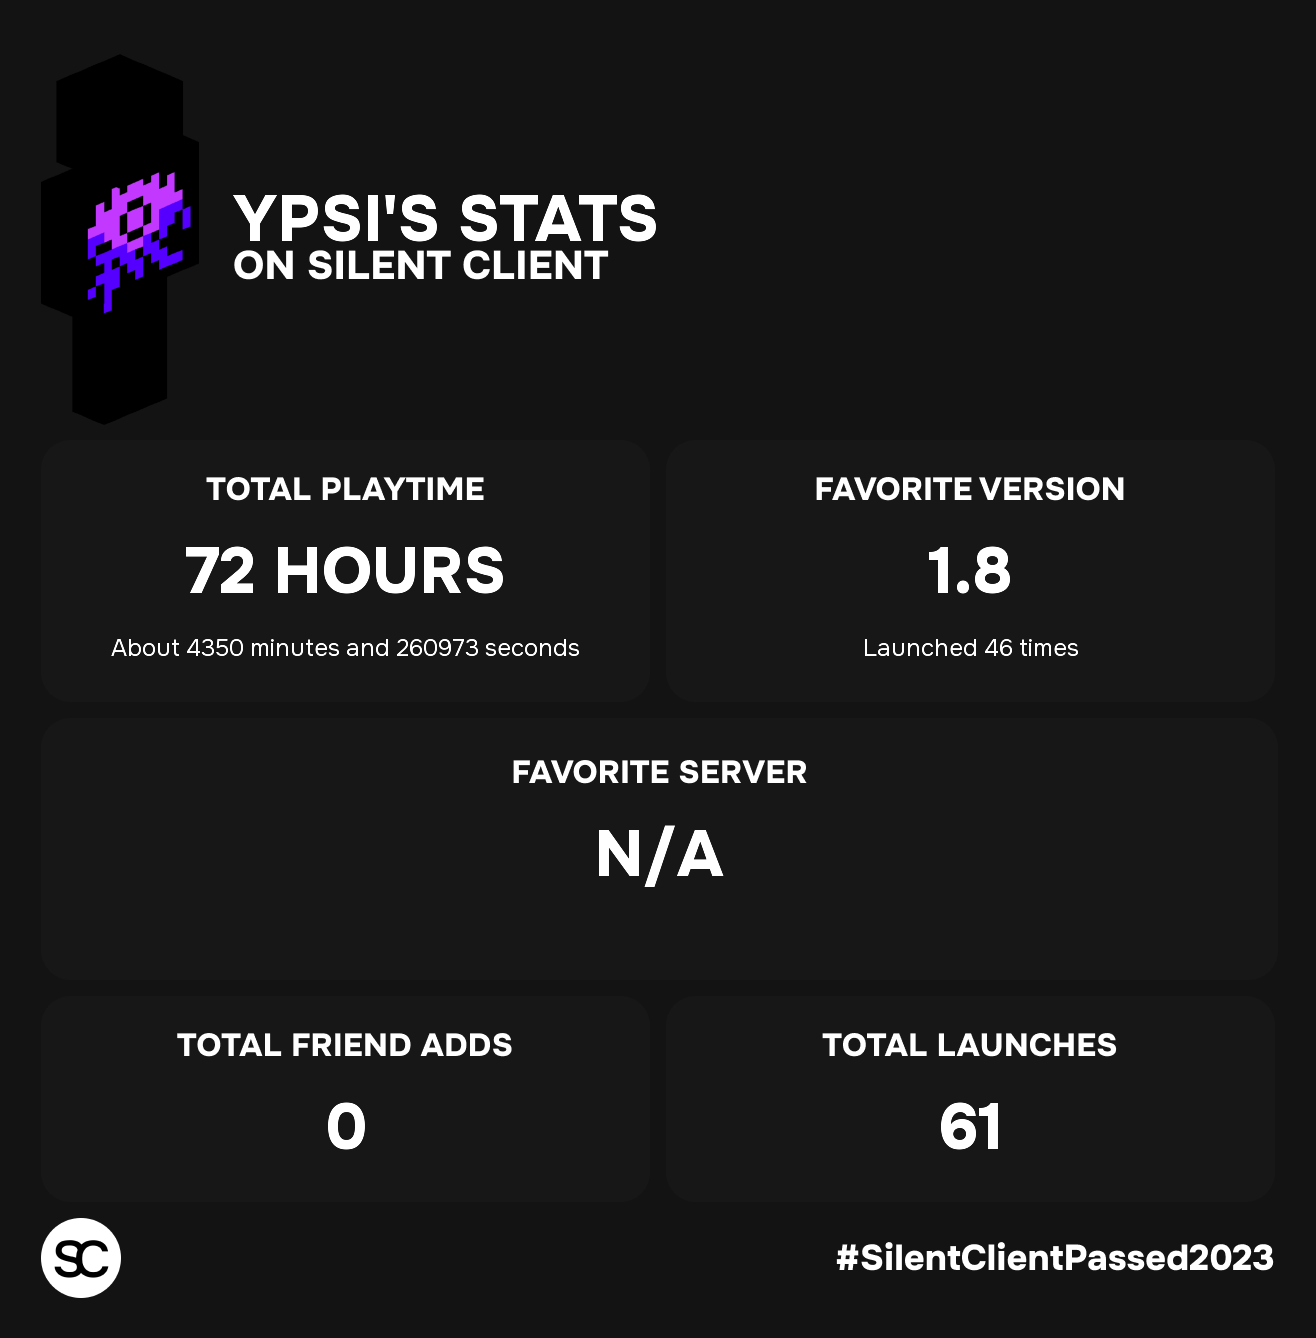 YPSI'S STATS
ON SILENT CLIENT
TOTAL PLAYTIME
72 HOURS
About 4350 minutes and 260973 seconds
FAVORITE VERSION
1.8
Launched 46 times
FAVORITE SERVER
N/A
TOTAL FRIEND ADDS
0
TOTAL LAUNCHES
61
SC
#SilentClientPassed2023